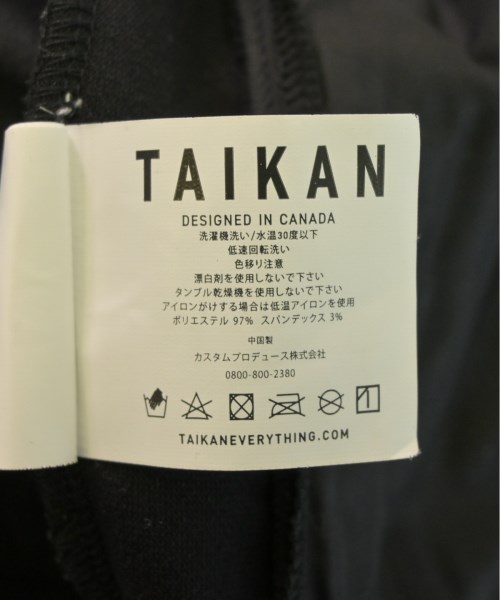 TAIKAN
DESIGNED IN CANADA
洗濯機洗い/水温30度以下
低速回転洗い
色移り注意
漂白剤を使用しないで下さい
タンブル乾燥機を使用しないで下さい
アイロンがけする場合は低温アイロンを使用
ポリエステル 97% スパンデックス 3%
中国製
カスタムプロデュース株式会社
0800-800-2380
TAIKANEVERYTHING.COM